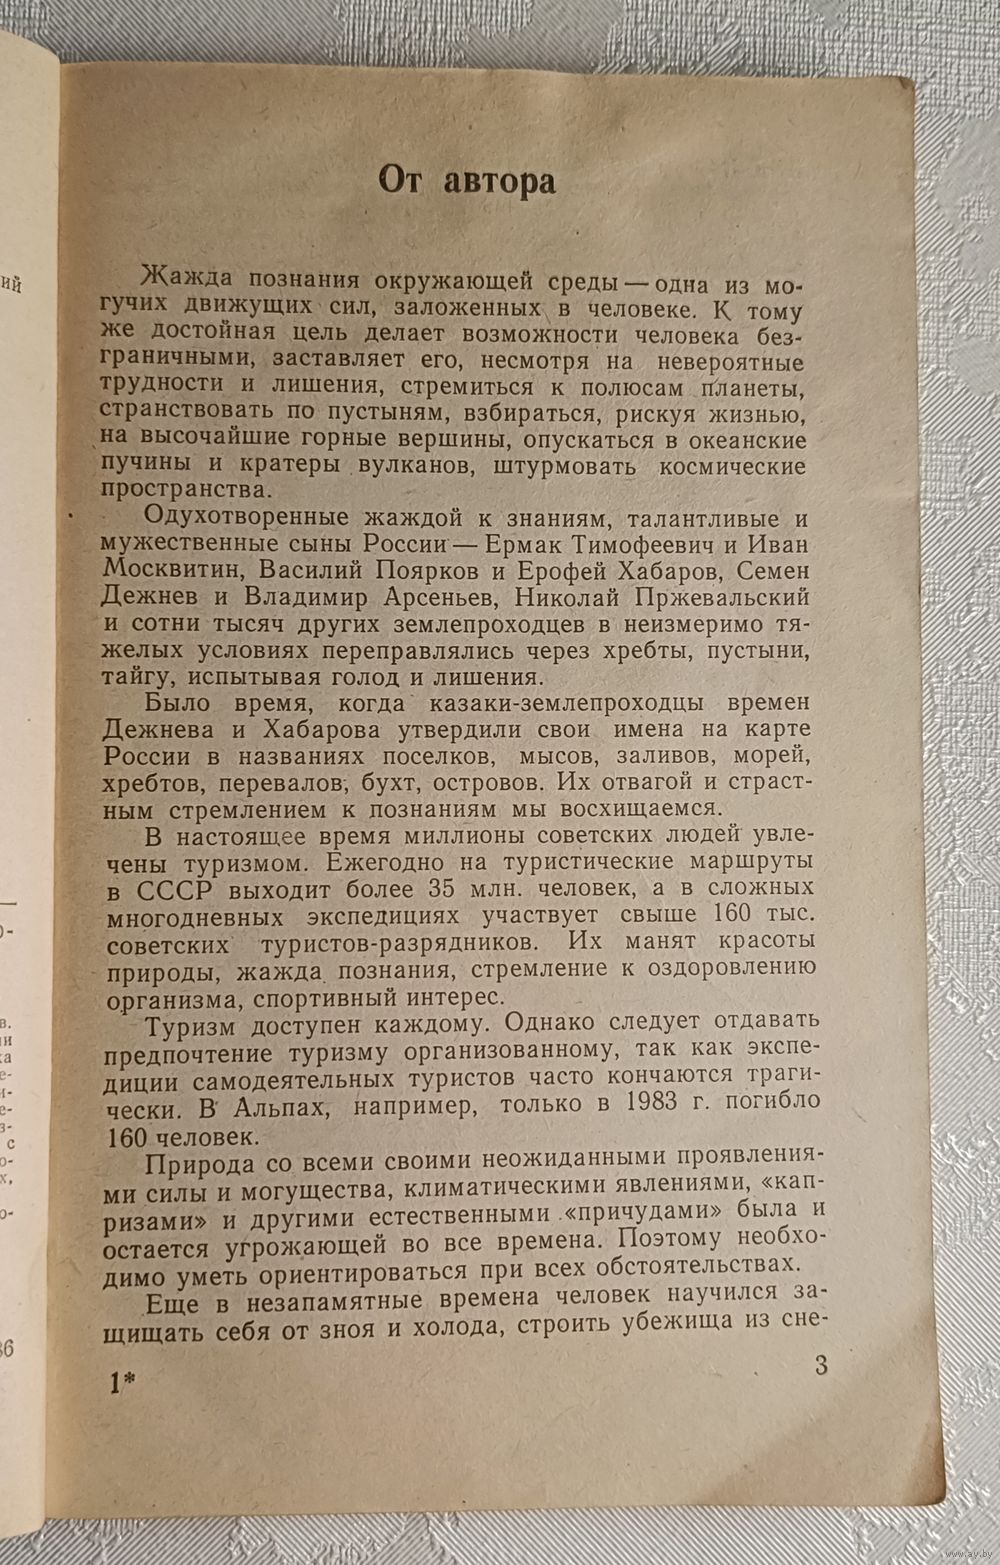 От автора
Жажда познания окружающей среды — одна из мо-
гучих движущих сил, заложенных в человеке. К тому
же достойная цель делает возможности человека без-
граничными, заставляет его, несмотря на невероятные
трудности и лишения, стремиться к полюсам планеты,
странствовать по пустыням, взбираться, рискуя жизнью,
на высочайшие горные вершины, опускаться в океанские
пучины и кратеры вулканов, штурмовать космические
пространства.
Одухотворенные жаждой к знаниям, талантливые и
мужественные сыны России — Ермак Тимофеевич и Иван
Москвитин, Василий Поярков и Ерофей Хабаров, Семен
Дежнев и Владимир Арсеньев, Николай Пржевальский
и сотни тысяч других землепроходцев в неизмеримо тя-
желых условиях переправлялись через хребты, пустыни,
тайгу, испытывая голод и лишения.
Было время, когда казаки-землепроходцы времен
Дежнева и Хабарова утвердили свои имена на карте
России в названиях поселков, мысов, заливов, морей,
хребтов, перевалов, бухт, островов. Их отвагой и страст-
ным стремлением к познаниям мы восхищаемся.
В настоящее время миллионы советских людей увле-
чены туризмом. Ежегодно на туристические маршруты
в СССР выходит более 35 млн. человек, а в сложных
многодневных экспедициях участвует свыше 160 тыс.
советских туристов-разрядников. Их манят красоты
природы, жажда познания, стремление к оздоровлению
организма, спортивный интерес.
Туризм доступен каждому. Однако следует отдавать
предпочтение туризму организованному, так как экспе-
диции самодеятельных туристов часто кончаются траги-
чески. В Альпах, например, только в 1983 г. погибло
160 человек.
Природа со всеми своими неожиданными проявления-
ми силы и могущества, климатическими явлениями, «кап-
ризами» и другими естественными «причудами» была и
остается угрожающей во все времена. Поэтому необхо-
димо уметь ориентироваться при всех обстоятельствах.
Еще в незапамятные времена человек научился за-
щищать себя от зноя и холода, строить убежища из сне-
1*
3
www.ay.by